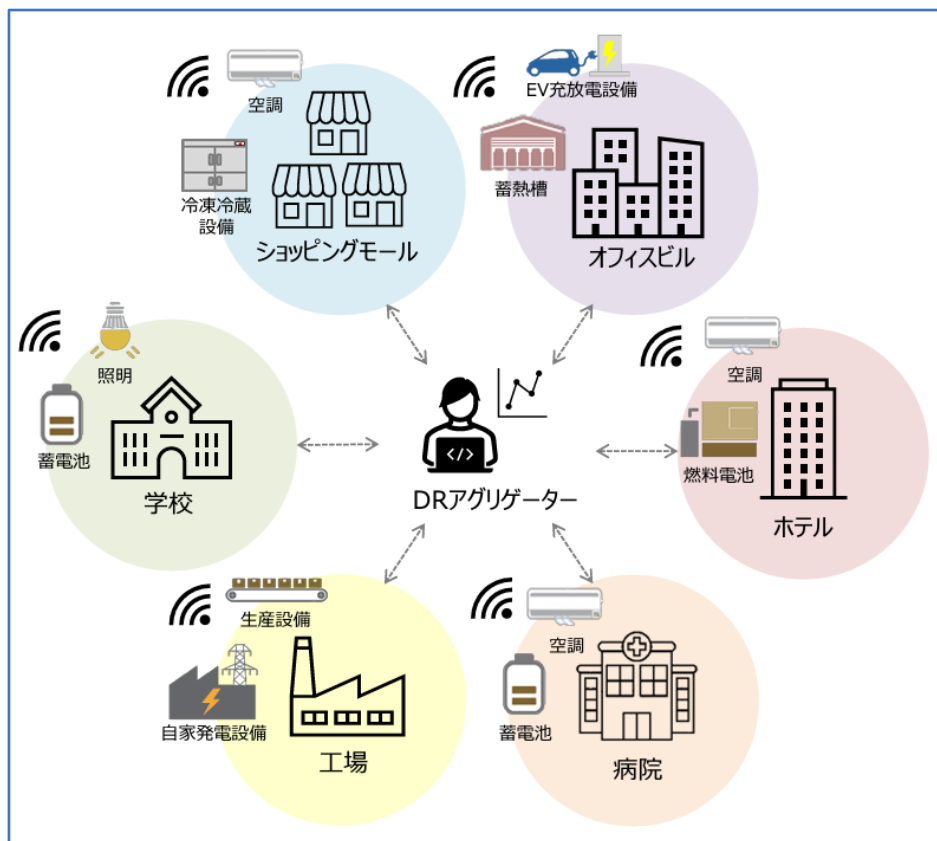 空調
EV充放電設備
冷凍冷蔵
設備
蓄熱槽
ショッピングモール
オフィスビル
照明
空調
蓄電池
学校
</>
DRアグリゲーター
燃料電池
ホテル
生産設備
空調
自家発電設備
蓄電池
工場
病院